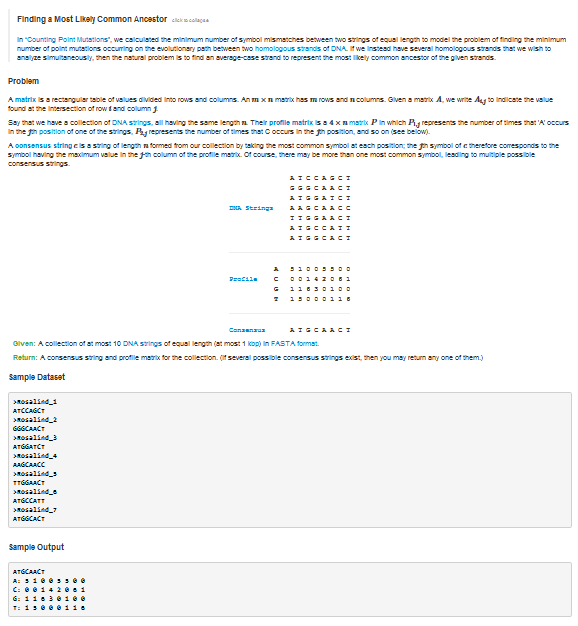 Finding a Most Likely Common Ancestor click to collapse
In "Counting Point Mutations", we calculated the minimum number of symbol mismatches between two strings of equal length to model the problem of finding the minimum
number of point mutations occurring on the evolutionary path between two homologous strands of DNA. If we instead have several homologous strands that we wish to
analyze simultaneously, then the natural problem is to find an average-case strand to represent the most likely common ancestor of the given strands.
Problem
A matrix is a rectangular table of values divided into rows and columns. An m × n matrix has m rows and n columns. Given a matrix A, we write Ai,j to indicate the value
found at the intersection of row i and column j.
Say that we have a collection of DNA strings, all having the same length n. Their profile matrix is a 4 × n matrix P in which P1,j represents the number of times that 'A' occurs
in the jth position of one of the strings, P2,j represents the number of times that C occurs in the jth position, and so on (see below).
A consensus string c is a string of length n formed from our collection by taking the most common symbol at each position; the jth symbol of c therefore corresponds to the
symbol having the maximum value in the j-th column of the profile matrix. Of course, there may be more than one most common symbol, leading to multiple possible
consensus strings.
A T C C A G C T
G G G C A A C T
A T G G A T C T
DNA Strings A A G C A A C C
T T G G A A C T
A T G C C A T T
A T G G C A C T
A 5 1 0 0 5 5 0 0
Profile C 0 0 1 4 2 0 6 1
G 1 1 6 3 0 1 0 0
T 1 5 0 0 0 1 1 6
Consensus A T G C A A C T
Given: A collection of at most 10 DNA strings of equal length (at most 1 kbp) in FASTA format.
Return: A consensus string and profile matrix for the collection. (If several possible consensus strings exist, then you may return any one of them.)
Sample Dataset
>Rosalind_1
ATCCAGCT
>Rosalind_2
GGGCAACT
>Rosalind_3
ATGGATCT
>Rosalind_4
AAGCAACC
>Rosalind_5
TTGGAACT
>Rosalind_6
ATGCCATT
>Rosalind_7
ATGGCACT
Sample Output
ATGCAACT
A: 5 1 0 0 5 5 0 0
C: 0 0 1 4 2 0 6 1
G: 1 1 6 3 0 1 0 0
T: 1 5 0 0 0 1 1 6